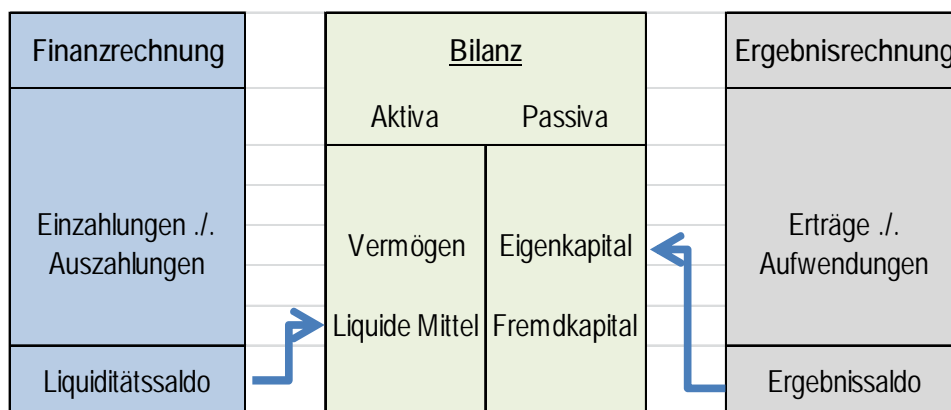 Finanzrechnung
Einzahlungen ./.
Auszahlungen
Liquiditätssaldo
Bilanz
Aktiva Passiva
Vermögen Eigenkapital
Liquide Mittel Fremdkapital
Ergebnisrechnung
Erträge ./.
Aufwendungen
Ergebnissaldo